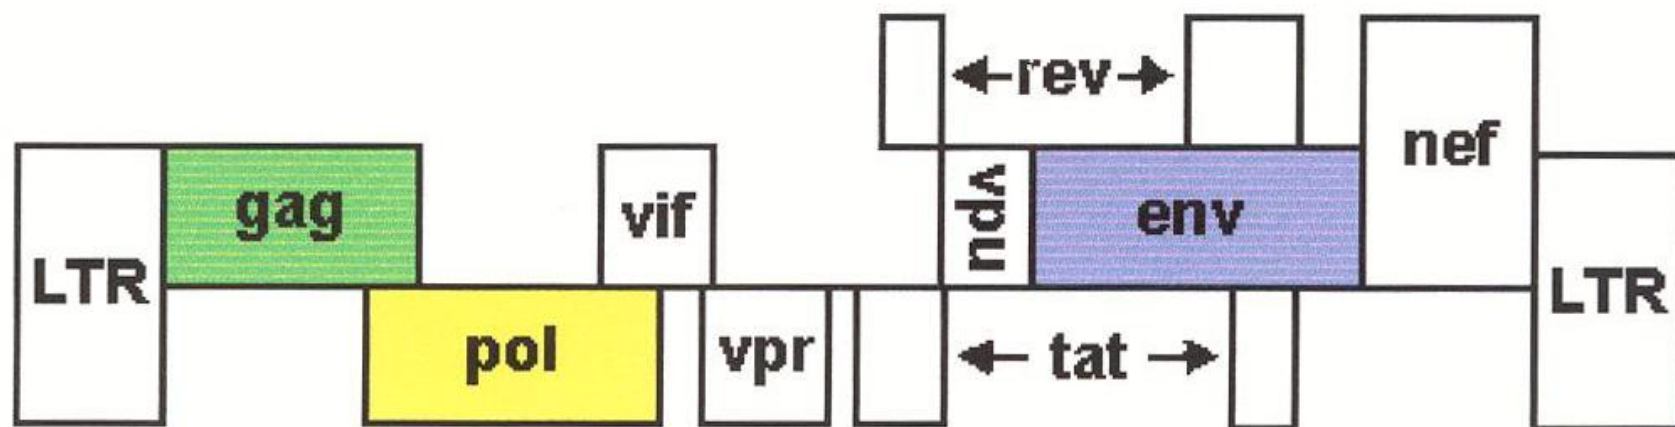 rev
nef
gag
vif
vpu
env
LTR
LTR
pol
vpr
tat